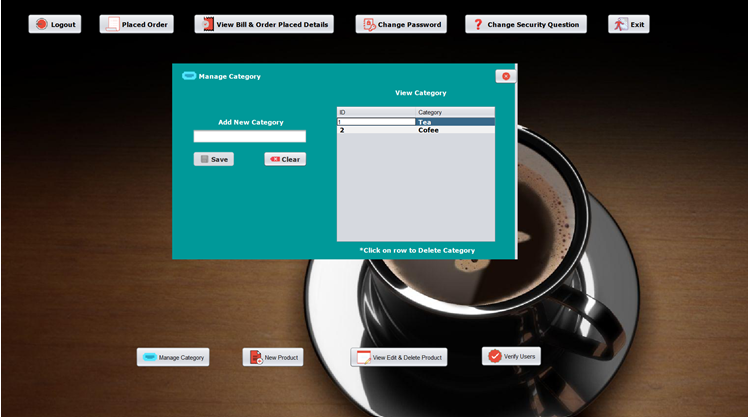 Logout Placed Order View Bill & Order Placed Details Change Password Change Security Question Exit
Manage Category
View Category
ID Category
Add New Category
1 Tea
2 Cofee
Save Clear
*Click on row to Delete Category
Manage Category New Product View Edit & Delete Product Verify Users